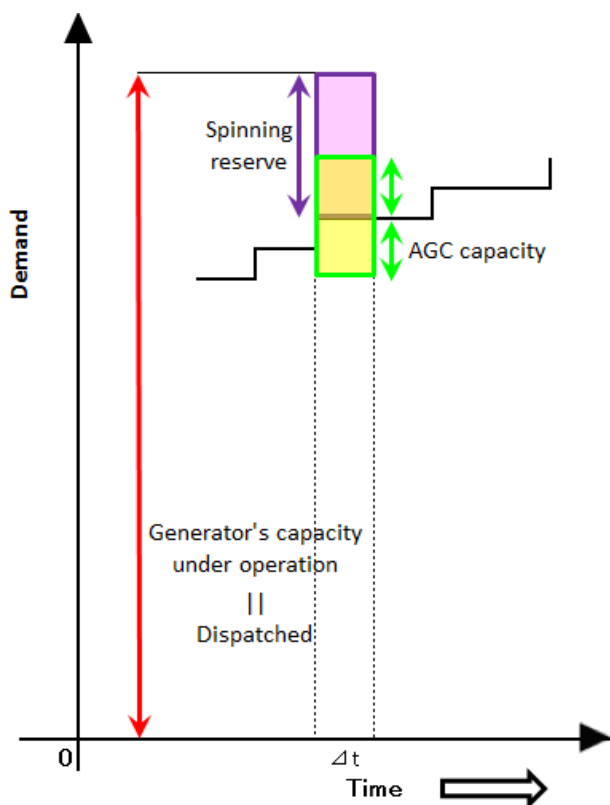 Spinning
reserve
Demand
AGC capacity
Generator's capacity
under operation
||
Dispatched
0
⊿t
Time